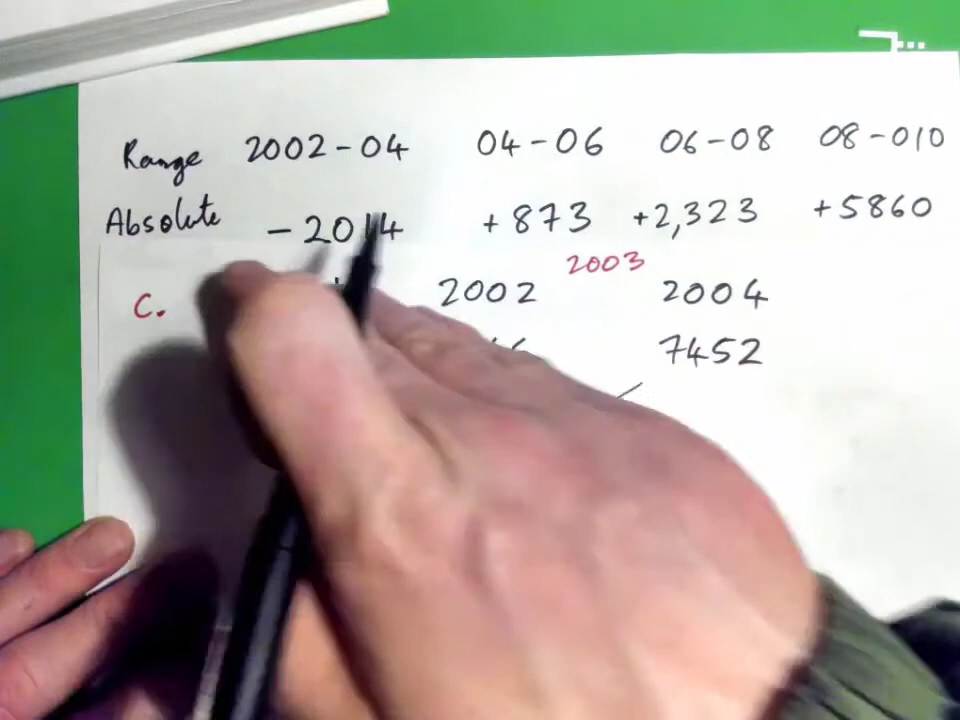 Range 2002-04 04-06 06-08 08-010
Absolute -2014 +873 +2,323 +5860
2003
C. 2002 2004
7452